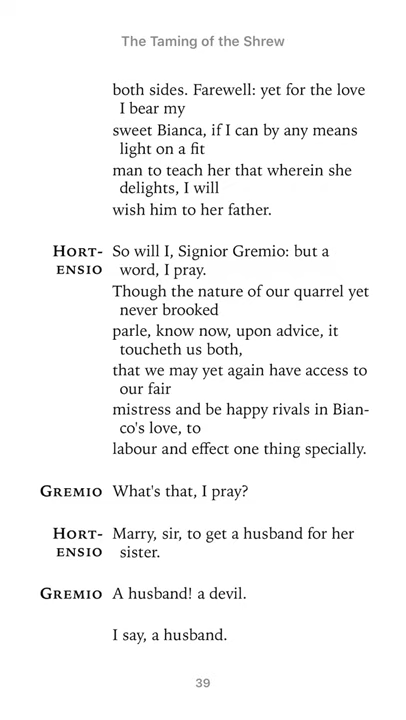 The Taming of the Shrew
both sides. Farewell: yet for the love
I bear my
sweet Bianca, if I can by any means
light on a fit
man to teach her that wherein she
delights, I will
wish him to her father.
HORT- So will I, Signior Gremio: but a
ENSIO word, I pray.
Though the nature of our quarrel yet
never brooked
parle, know now, upon advice, it
toucheth us both,
that we may yet again have access to
our fair
mistress and be happy rivals in Bian-
co's love, to
labour and effect one thing specially.
GREMIO What's that, I pray?
HORT- Marry, sir, to get a husband for her
ENSIO sister.
GREMIO A husband! a devil.
I say, a husband.
39